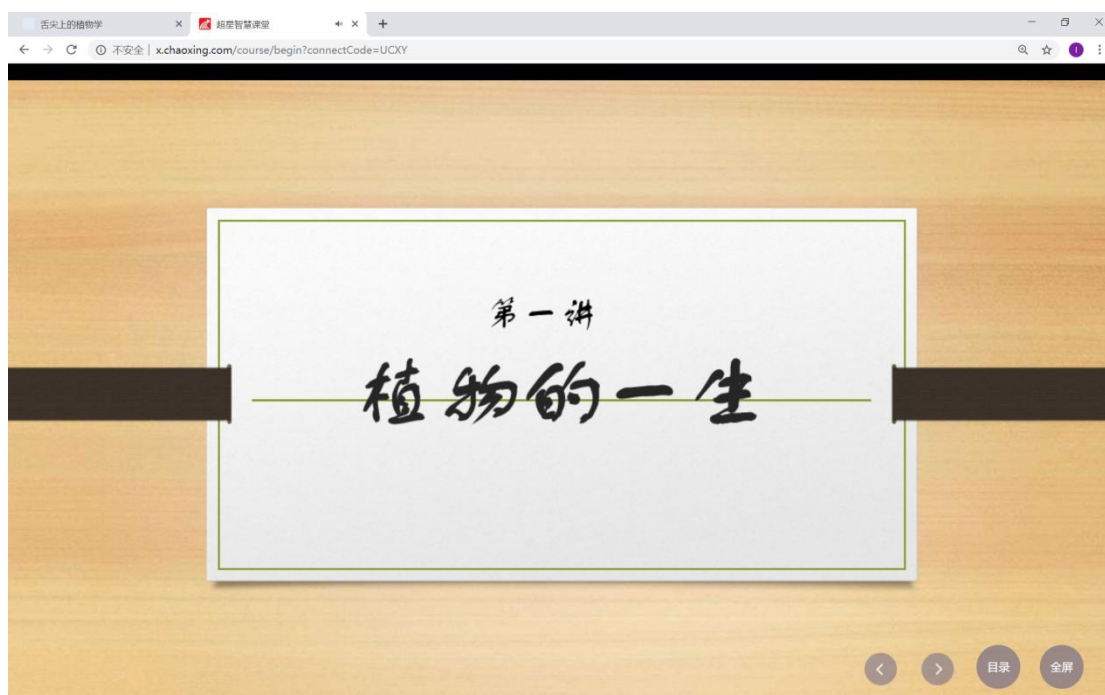 舌尖上的植物学
超星智慧课堂
不安全 | x.chaoxing.com/course/begin?connectCode=UCXY
I
第一讲
植物的一生
目录
全屏